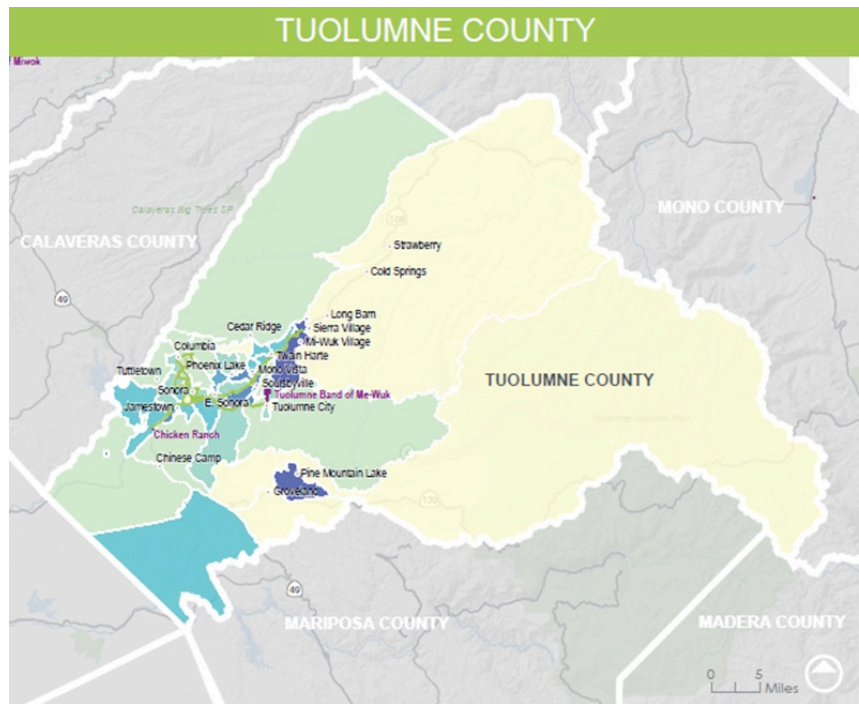 TUOLUMNE COUNTY
f Miwok
Calaveras Big Trees SP
MONO COUNTY
108
CALAVERAS COUNTY
Strawberry
Cold Springs
49
Long Barn
Cedar Ridge
Sierra Village
Mi-Wuk Village
Columbia
Twain Harte
Phoenix Lake
Mono Vista
Tuttletown
TUOLUMNE COUNTY
Soulsbyville
Sonora
Tuolumne Band of Me-Wuk
E. Sonora
Jamestown
Tuolumne City
Chicken Ranch
Chinese Camp
Pine Mountain Lake
Groveland
120
49
MARIPOSA COUNTY
MADERA COUNTY
0 5
Miles